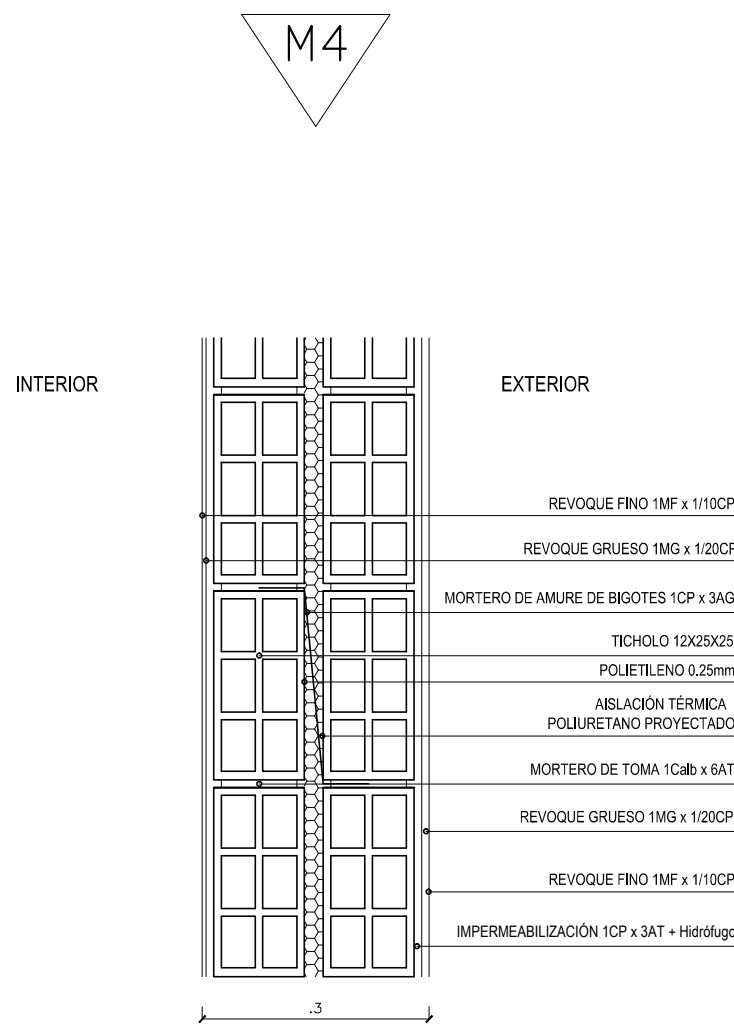 M4
INTERIOR
EXTERIOR
REVOQUE FINO 1MF x 1/10CP
REVOQUE GRUESO 1MG x 1/20CP
MORTERO DE AMURE DE BIGOTES 1CP x 3AG
TICHOLO 12X25X25
POLIETILENO 0.25mm
AISLACIÓN TÉRMICA
POLIURETANO PROYECTADO
MORTERO DE TOMA 1Calb x 6AT
REVOQUE GRUESO 1MG x 1/20CP
REVOQUE FINO 1MF x 1/10CP
IMPERMEABILIZACIÓN 1CP x 3AT + Hidrófugo
.3